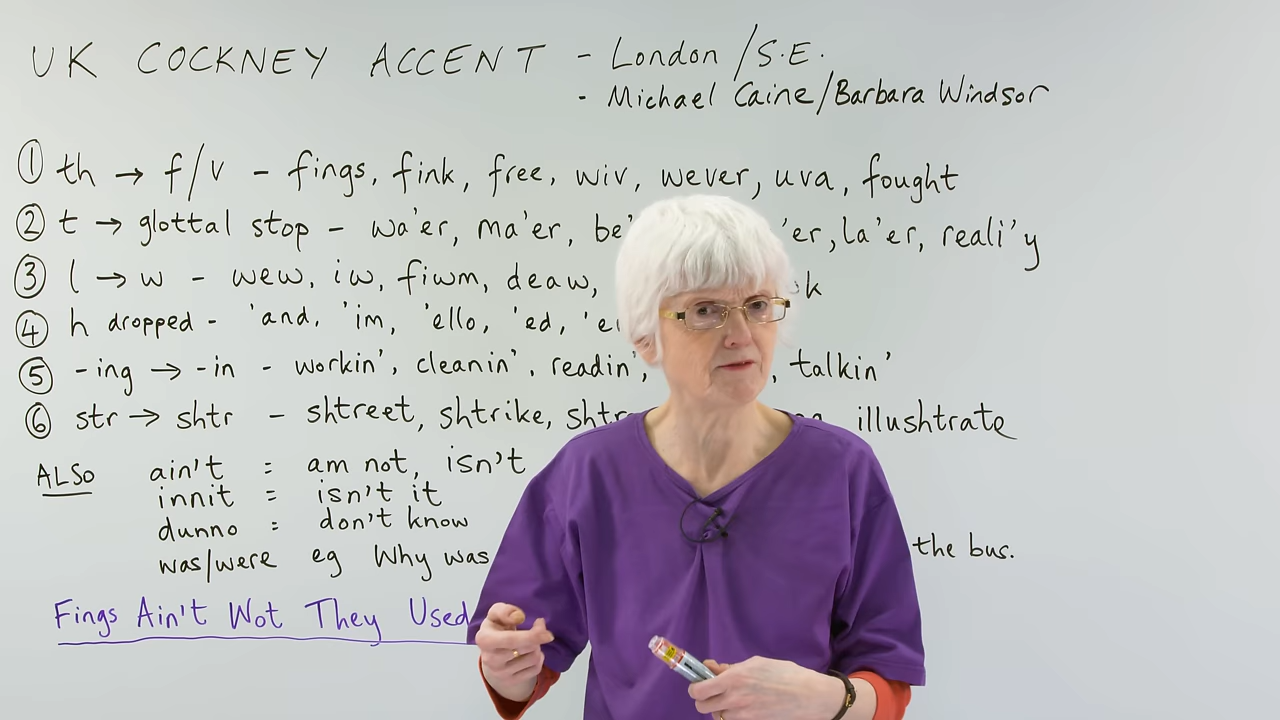 UK COCKNEY ACCENT - London/S.E.
- Michael Caine/Barbara Windsor
① th → f/v - fings, fink, free, wiv, wever, uva, fought
② t → glottal stop - wa'er, ma'er, 'er, la'er, reali'y
③ l → w - wew, iw, fiwm, deaw,
④ h dropped - 'and, 'im, 'ello, 'ed,
⑤ -ing → -in - workin', cleanin', readin', , talkin'
⑥ str → shtr - shtreet, shtrike, illushtrate
ALSO ain't = am not, isn't
innit = isn't it
dunno = don't know
was/were eg Why was the bus.
Fings Ain't Wot They Used